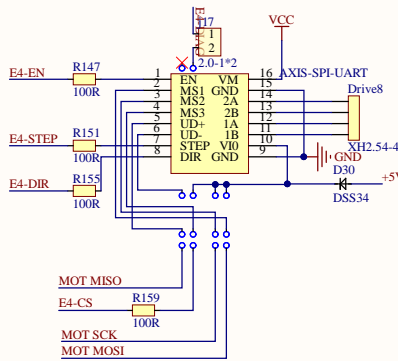 J17
1
2
2.0-1*2
VCC
R147
E4-EN
100R
1
2
3
4
5
6
7
8
EN
MS1
MS2
MS3
UD+
UD-
STEP
DIR
VM
GND
2A
2B
1A
1B
VI0
GND
16
15
14
13
12
11
10
9
AXIS-SPI-UART
Drive8
XH2.54-4
GND
R151
E4-STEP
100R
R155
E4-DIR
100R
D30
+5V
DSS34
MOT MISO
R159
E4-CS
100R
MOT SCK
MOT MOSI